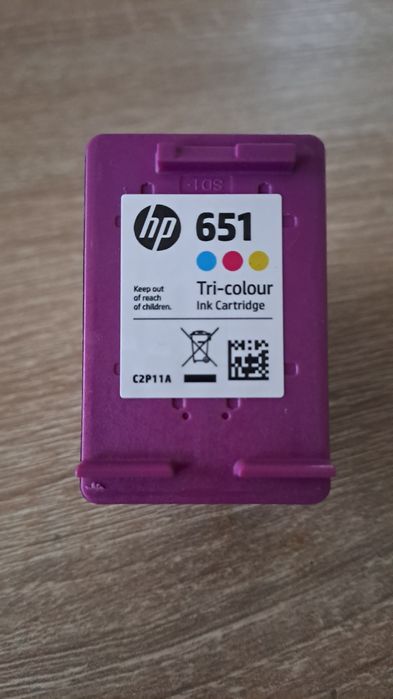 hp 651
Keep out
of reach
of children.
Tri-colour
Ink Cartridge
C2P11A